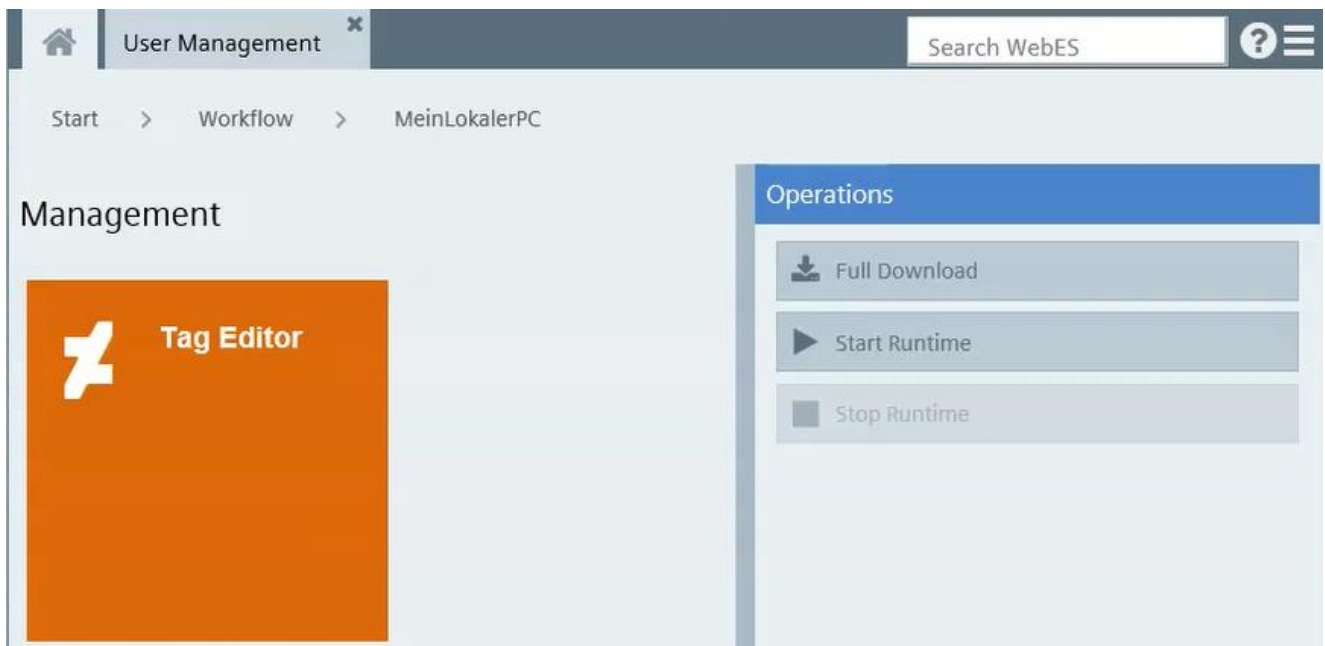 User Management
Search WebES
Start > Workflow > MeinLokalerPC
Management
Tag Editor
Operations
Full Download
Start Runtime
Stop Runtime